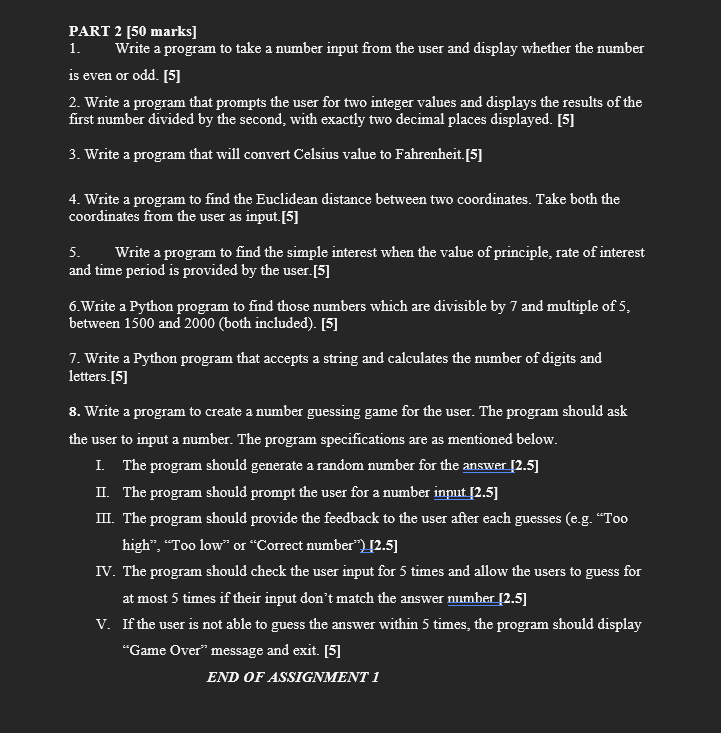 PART 2 [50 marks]
1. Write a program to take a number input from the user and display whether the number
is even or odd. [5]
2. Write a program that prompts the user for two integer values and displays the results of the
first number divided by the second, with exactly two decimal places displayed. [5]
3. Write a program that will convert Celsius value to Fahrenheit.[5]
4. Write a program to find the Euclidean distance between two coordinates. Take both the
coordinates from the user as input.[5]
5. Write a program to find the simple interest when the value of principle, rate of interest
and time period is provided by the user.[5]
6.Write a Python program to find those numbers which are divisible by 7 and multiple of 5,
between 1500 and 2000 (both included). [5]
7. Write a Python program that accepts a string and calculates the number of digits and
letters.[5]
8. Write a program to create a number guessing game for the user. The program should ask
the user to input a number. The program specifications are as mentioned below.
I. The program should generate a random number for the answer [2.5]
II. The program should prompt the user for a number input [2.5]
III. The program should provide the feedback to the user after each guesses (e.g. “Too
high”, “Too low” or “Correct number”) [2.5]
IV. The program should check the user input for 5 times and allow the users to guess for
at most 5 times if their input don’t match the answer number [2.5]
V. If the user is not able to guess the answer within 5 times, the program should display
“Game Over” message and exit. [5]
END OF ASSIGNMENT 1